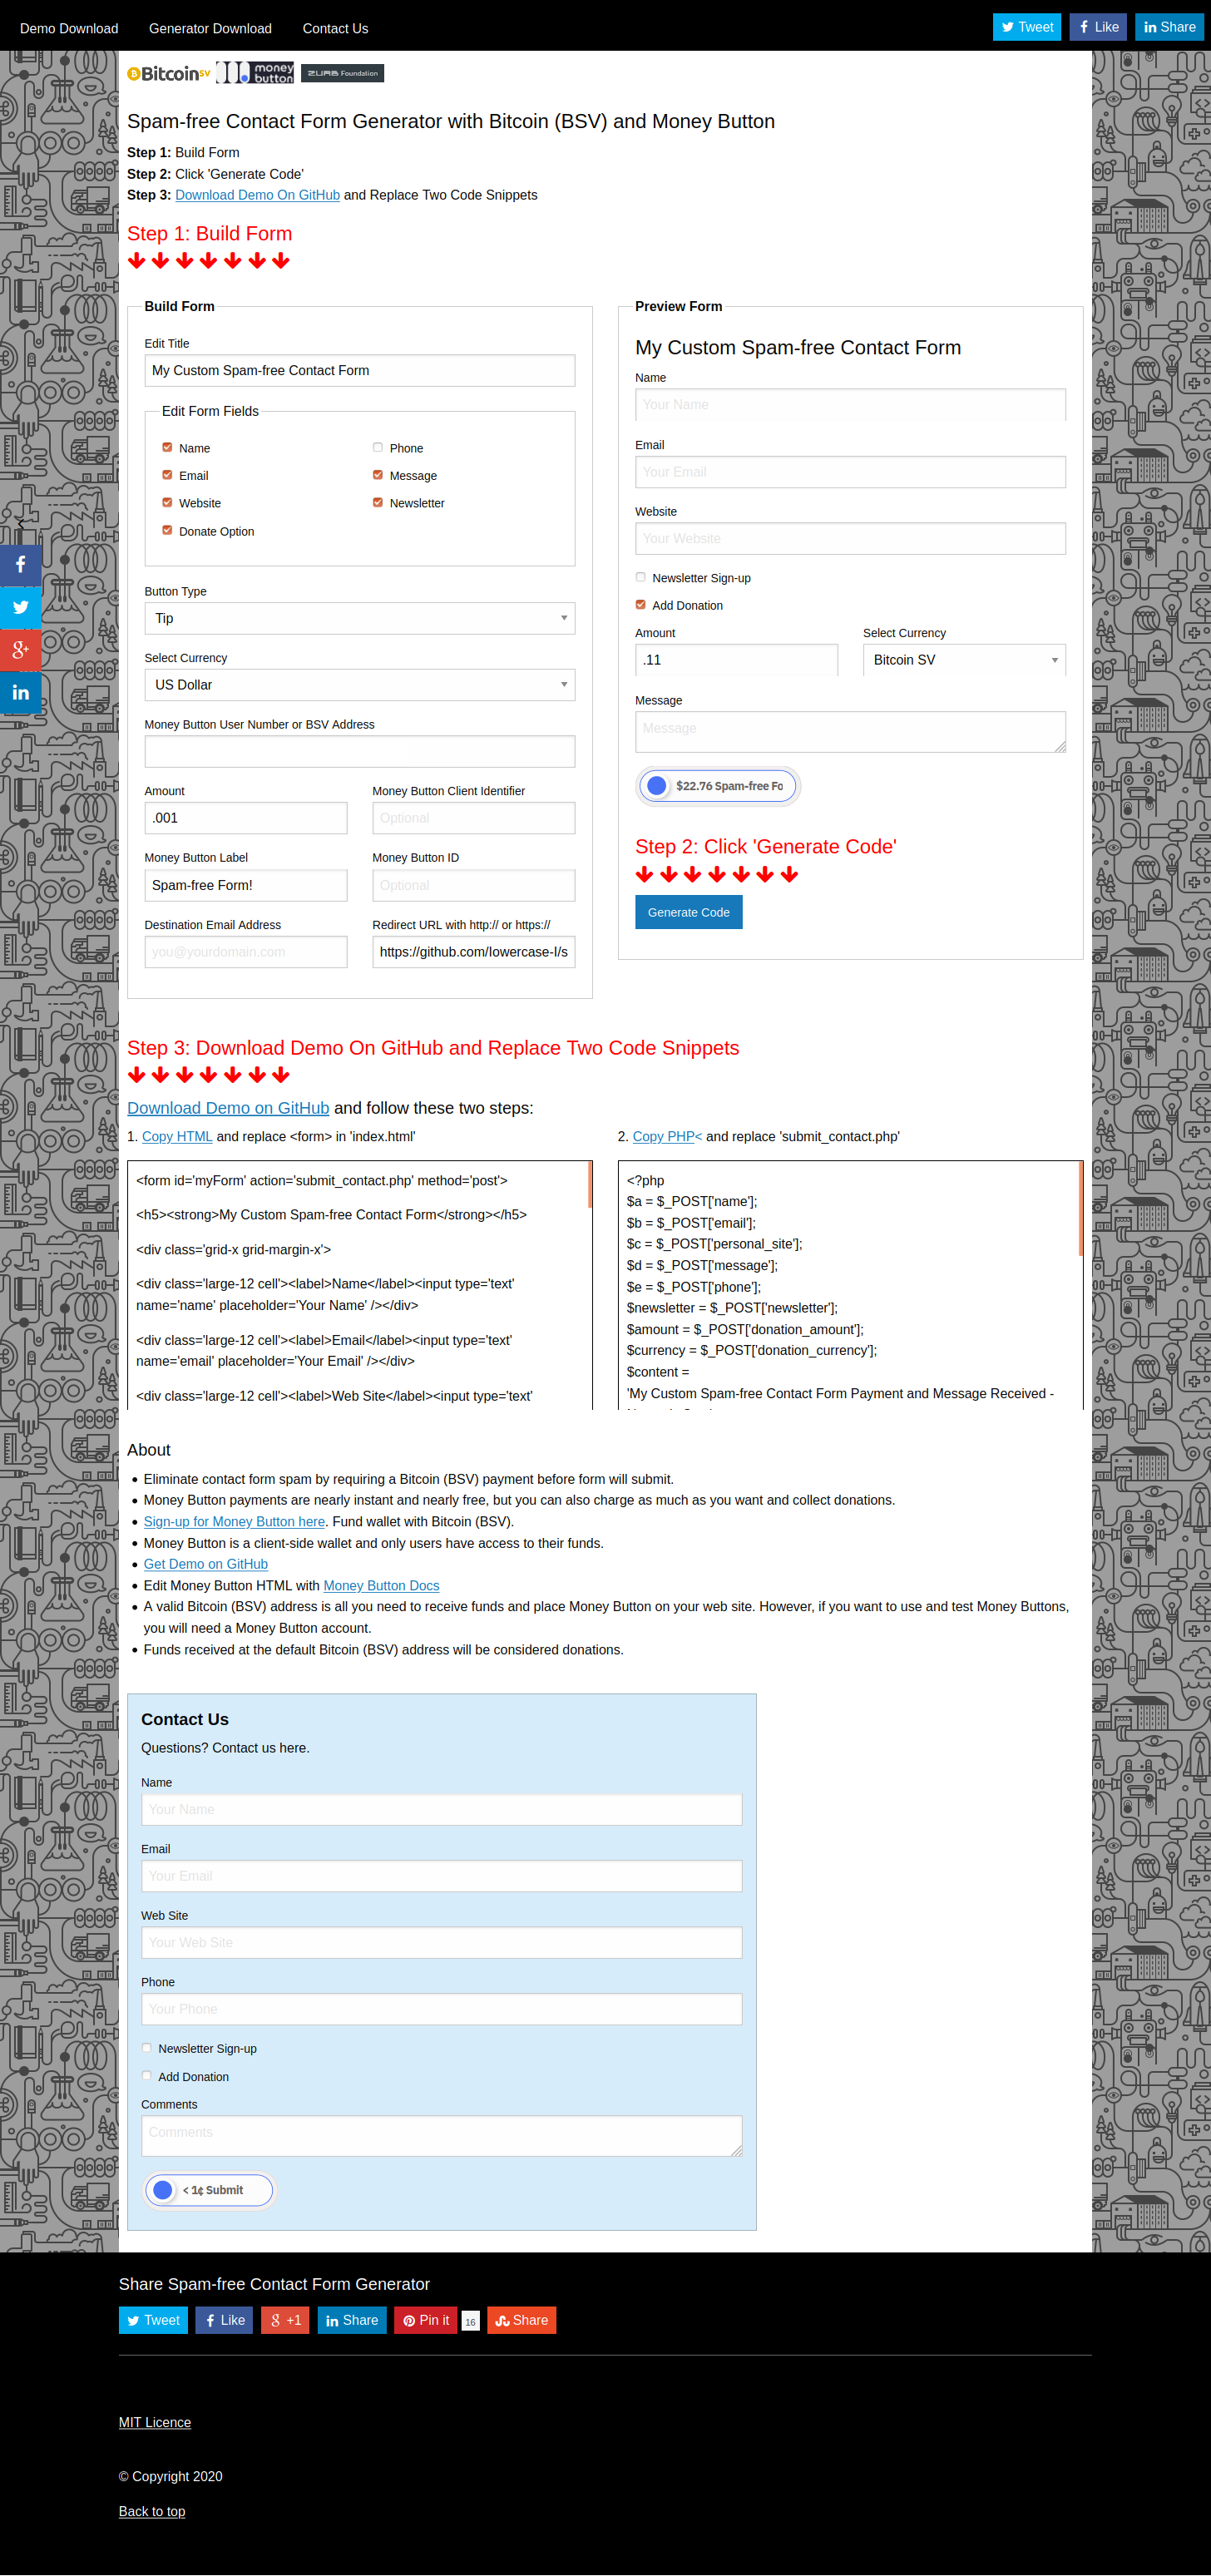 Demo Download
Generator Download
Contact Us
Tweet
Like
Share
Bitcoin SV
money button
ZURB Foundation
Spam-free Contact Form Generator with Bitcoin (BSV) and Money Button
Step 1: Build Form
Step 2: Click 'Generate Code'
Step 3: Download Demo On GitHub and Replace Two Code Snippets
Step 1: Build Form
Build Form
Edit Title
My Custom Spam-free Contact Form
Edit Form Fields
Name
Phone
Email
Message
Website
Newsletter
Donate Option
Button Type
Tip
Select Currency
US Dollar
Money Button User Number or BSV Address
Amount
Money Button Client Identifier
.001
Optional
Money Button Label
Money Button ID
Spam-free Form!
Optional
Destination Email Address
Redirect URL with http:// or https://
you@yourdomain.com
https://github.com/lowercase-l/s
Preview Form
My Custom Spam-free Contact Form
Name
Your Name
Email
Your Email
Website
Your Website
Newsletter Sign-up
Add Donation
Amount
Select Currency
.11
Bitcoin SV
Message
Message
$22.76 Spam-free Fo
Step 2: Click 'Generate Code'
Generate Code
Step 3: Download Demo On GitHub and Replace Two Code Snippets
Download Demo on GitHub and follow these two steps:
1. Copy HTML and replace <form> in 'index.html'
<form id='myForm' action='submit_contact.php' method='post'>
<h5><strong>My Custom Spam-free Contact Form</strong></h5>
<div class='grid-x grid-margin-x'>
<div class='large-12 cell'><label>Name</label><input type='text'
name='name' placeholder='Your Name' /></div>
<div class='large-12 cell'><label>Email</label><input type='text'
name='email' placeholder='Your Email' /></div>
<div class='large-12 cell'><label>Web Site</label><input type='text'
2. Copy PHP< and replace 'submit_contact.php'
<?php
$a = $_POST['name'];
$b = $_POST['email'];
$c = $_POST['personal_site'];
$d = $_POST['message'];
$e = $_POST['phone'];
$newsletter = $_POST['newsletter'];
$amount = $_POST['donation_amount'];
$currency = $_POST['donation_currency'];
$content =
'My Custom Spam-free Contact Form Payment and Message Received -
About
Eliminate contact form spam by requiring a Bitcoin (BSV) payment before form will submit.
Money Button payments are nearly instant and nearly free, but you can also charge as much as you want and collect donations.
Sign-up for Money Button here. Fund wallet with Bitcoin (BSV).
Money Button is a client-side wallet and only users have access to their funds.
Get Demo on GitHub
Edit Money Button HTML with Money Button Docs
A valid Bitcoin (BSV) address is all you need to receive funds and place Money Button on your web site. However, if you want to use and test Money Buttons,
you will need a Money Button account.
Funds received at the default Bitcoin (BSV) address will be considered donations.
Contact Us
Questions? Contact us here.
Name
Your Name
Email
Your Email
Web Site
Your Web Site
Phone
Your Phone
Newsletter Sign-up
Add Donation
Comments
Comments
< 1¢ Submit
Share Spam-free Contact Form Generator
Tweet
Like
+1
Share
Pin it
16
Share
MIT Licence
© Copyright 2020
Back to top